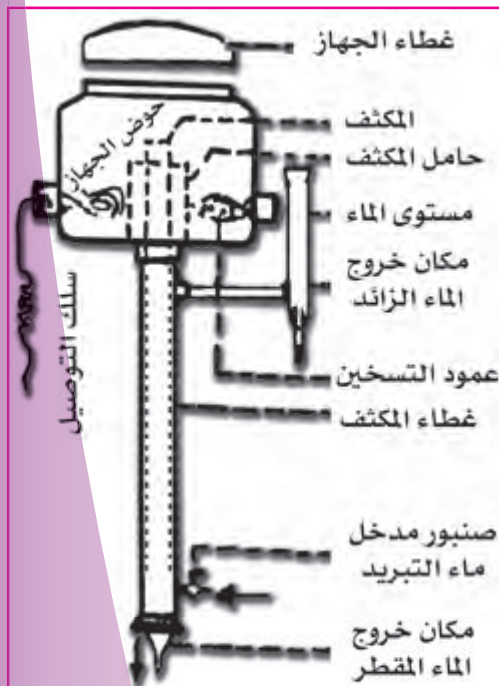 غطاء الجهاز
المكثف
حامل المكثف
مستوى الماء
مكان خروج
الماء الزائد
عمود التسخين
غطاء المكثف
صنبور مدخل
ماء التبريد
مكان خروج
الماء المقطر
حوض الجهاز
سلك التوصيل